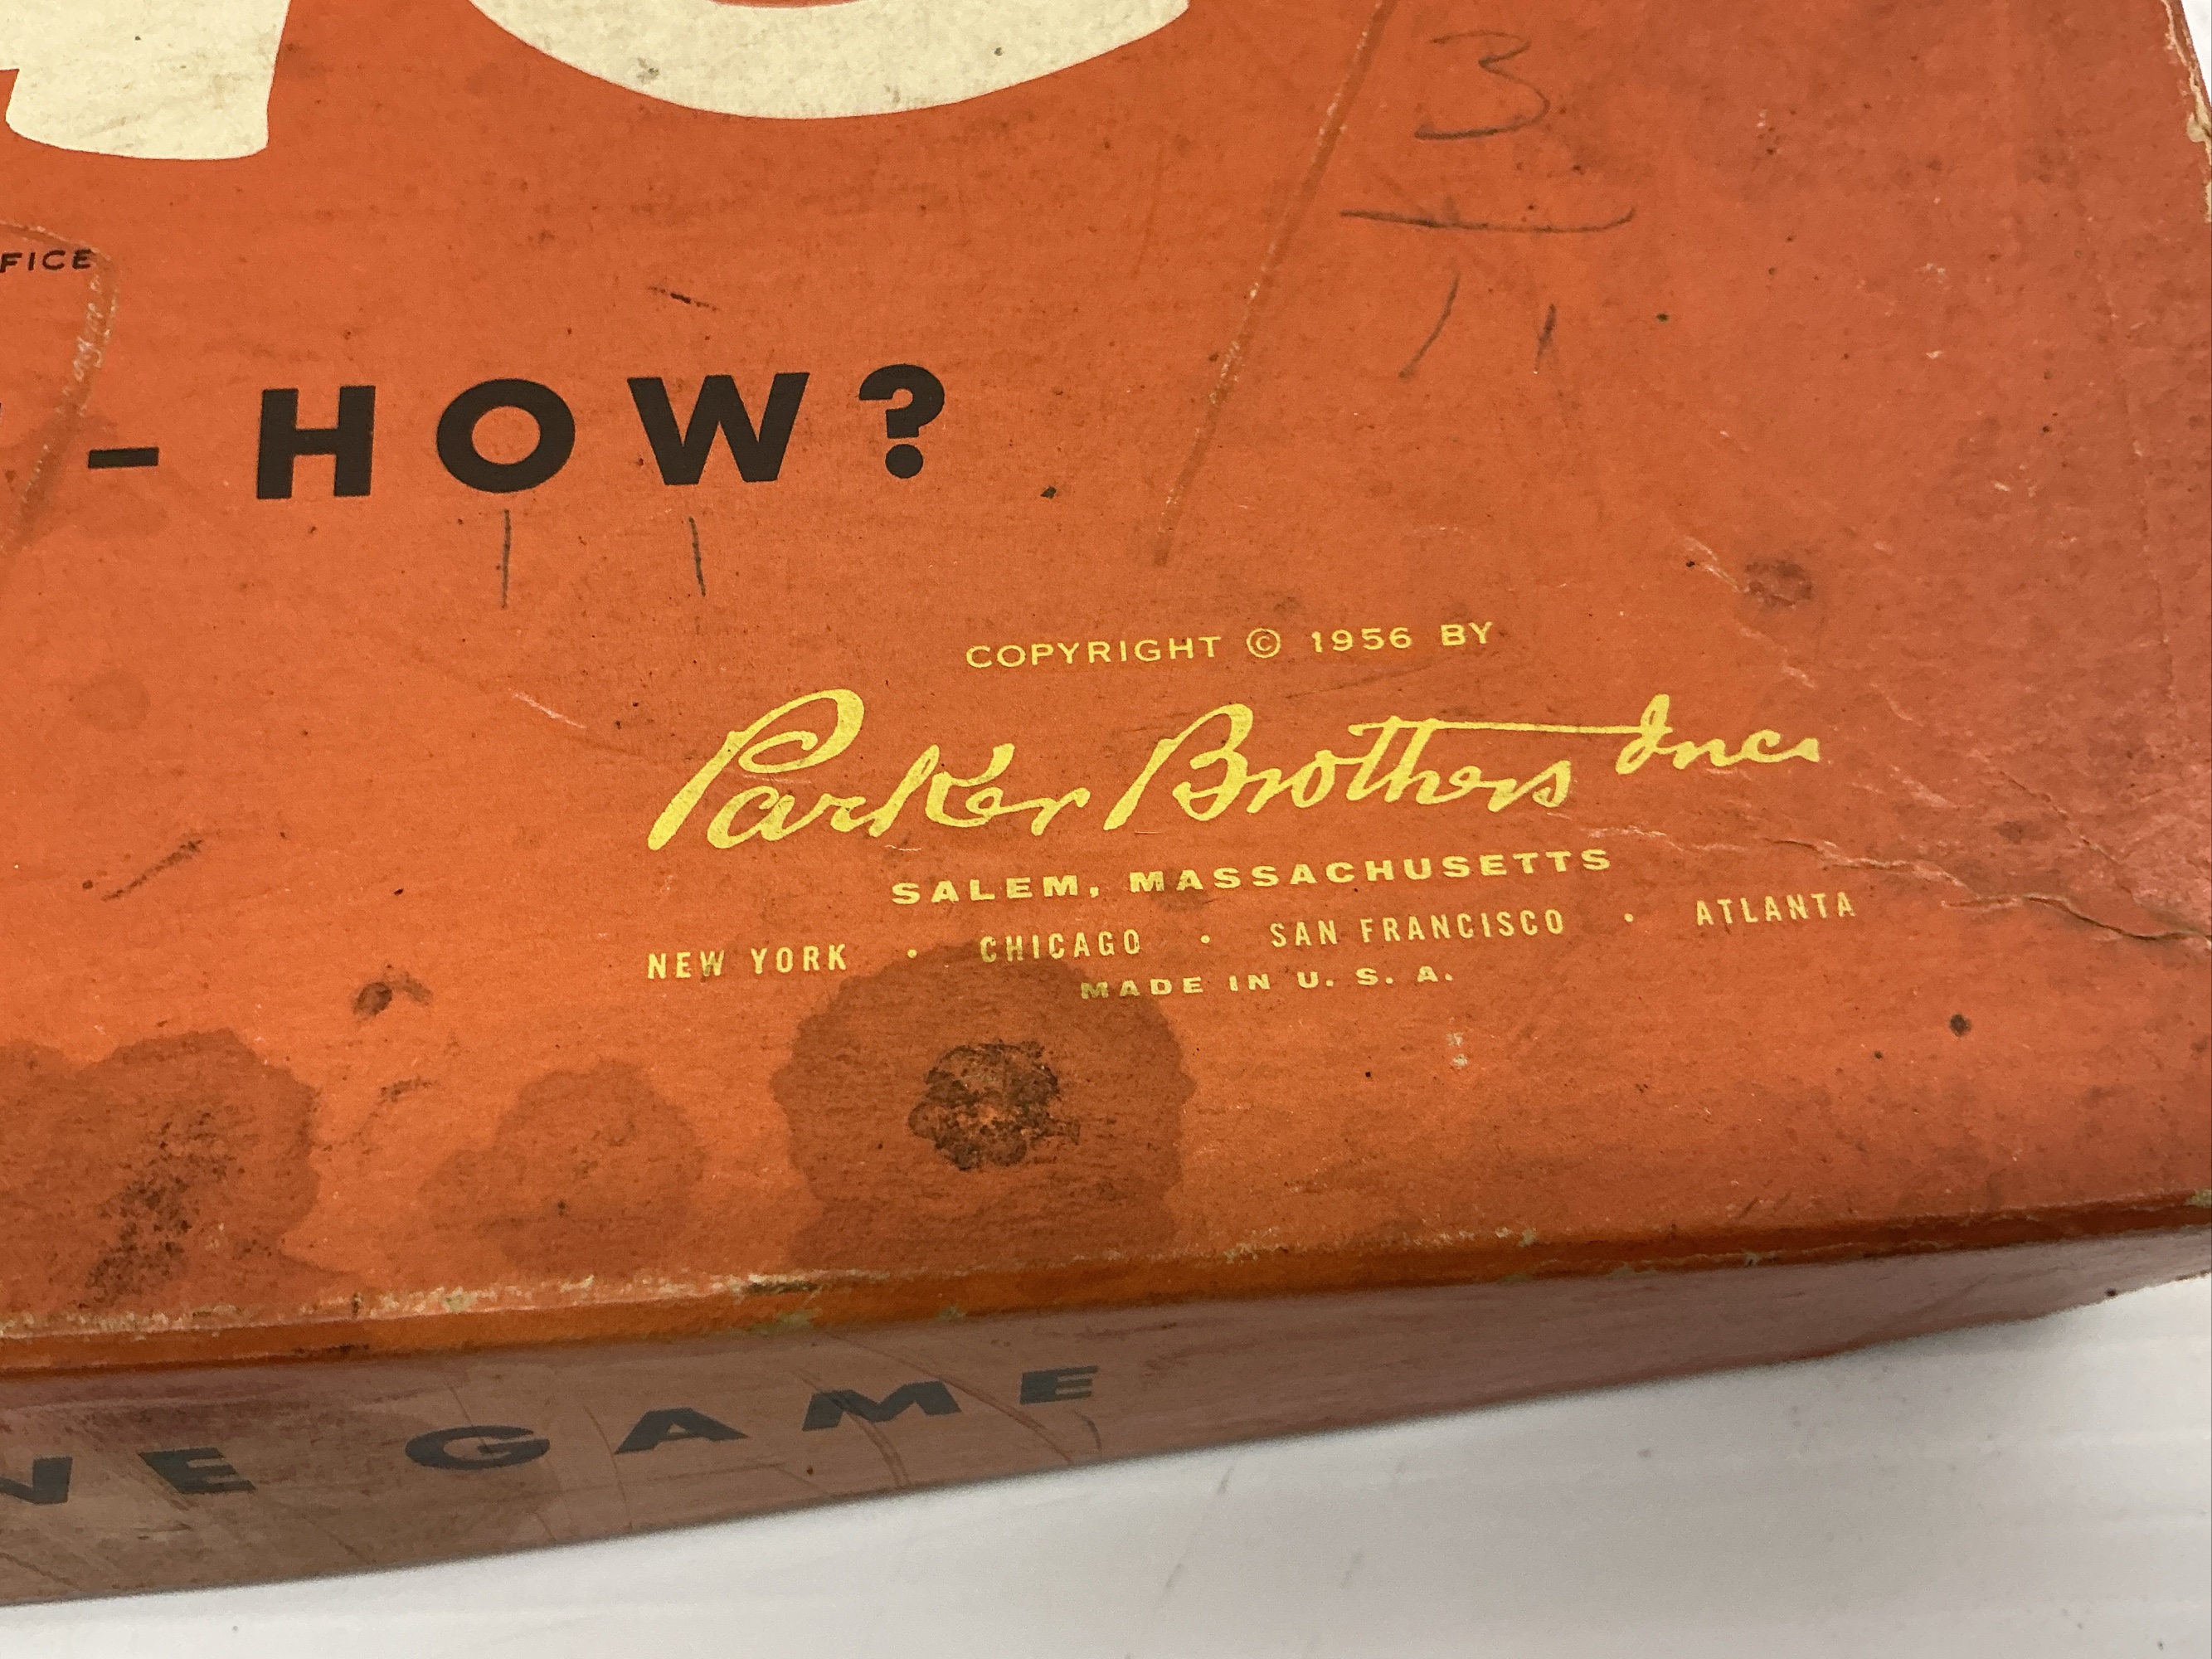 3
FICE
– HOW?
COPYRIGHT © 1956 BY
Parker Brothers Inc.
SALEM, MASSACHUSETTS
NEW YORK • CHICAGO • SAN FRANCISCO • ATLANTA
MADE IN U. S. A.
NE GAME